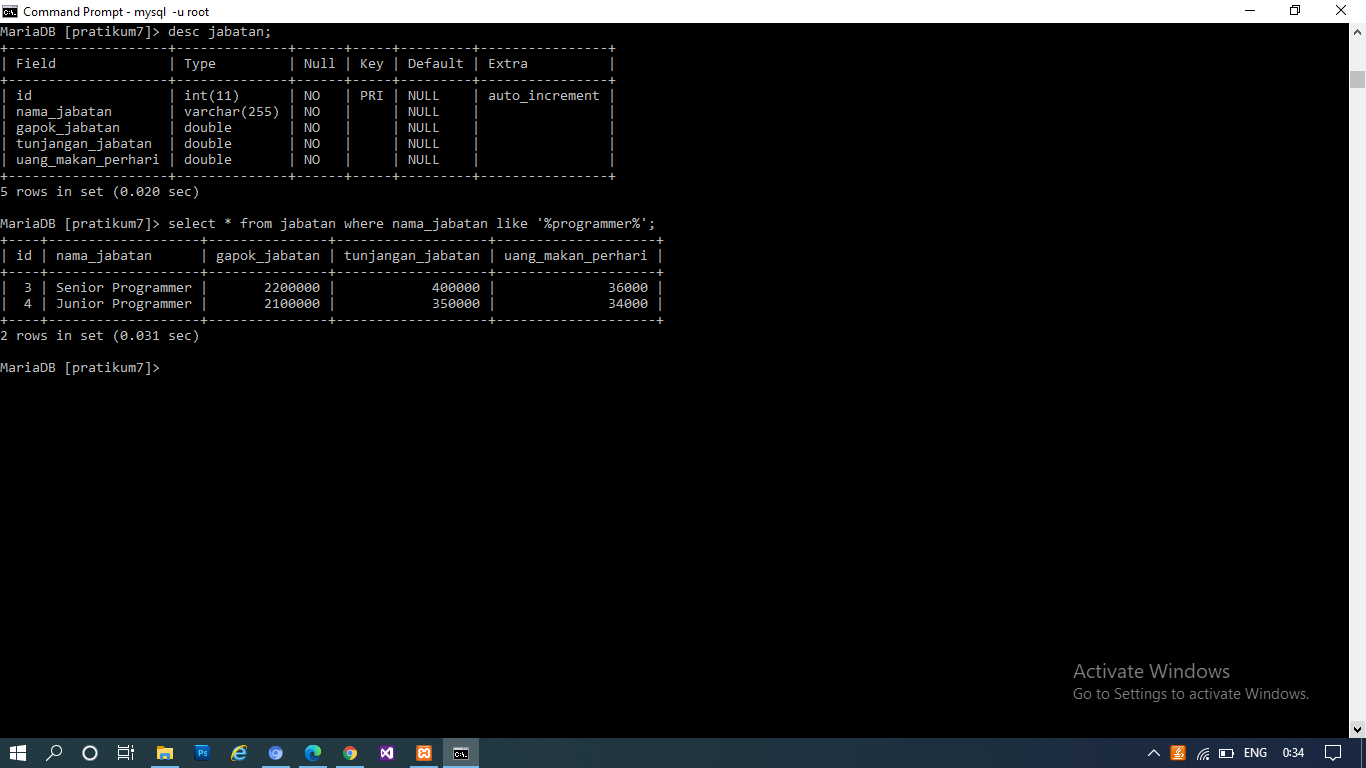 Command Prompt - mysql -u root
MariaDB [pratikum7]> desc jabatan;
+--------------------+--------------+------+-----+---------+----------------+
| Field              | Type         | Null | Key | Default | Extra          |
+--------------------+--------------+------+-----+---------+----------------+
| id                 | int(11)      | NO   | PRI | NULL    | auto_increment |
| nama_jabatan       | varchar(255) | NO   |     | NULL    |                |
| gapok_jabatan      | double       | NO   |     | NULL    |                |
| tunjangan_jabatan  | double       | NO   |     | NULL    |                |
| uang_makan_perhari | double       | NO   |     | NULL    |                |
+--------------------+--------------+------+-----+---------+----------------+
5 rows in set (0.020 sec)
MariaDB [pratikum7]> select * from jabatan where nama_jabatan like '%programmer%';
+----+-------------------+---------------+-------------------+--------------------+
| id | nama_jabatan      | gapok_jabatan | tunjangan_jabatan | uang_makan_perhari |
+----+-------------------+---------------+-------------------+--------------------+
|  3 | Senior Programmer |       2200000 |            400000 |              36000 |
|  4 | Junior Programmer |       2100000 |            350000 |              34000 |
+----+-------------------+---------------+-------------------+--------------------+
2 rows in set (0.031 sec)
MariaDB [pratikum7]>
Activate Windows
Go to Settings to activate Windows.
Ps
C:\.
ENG
0:34